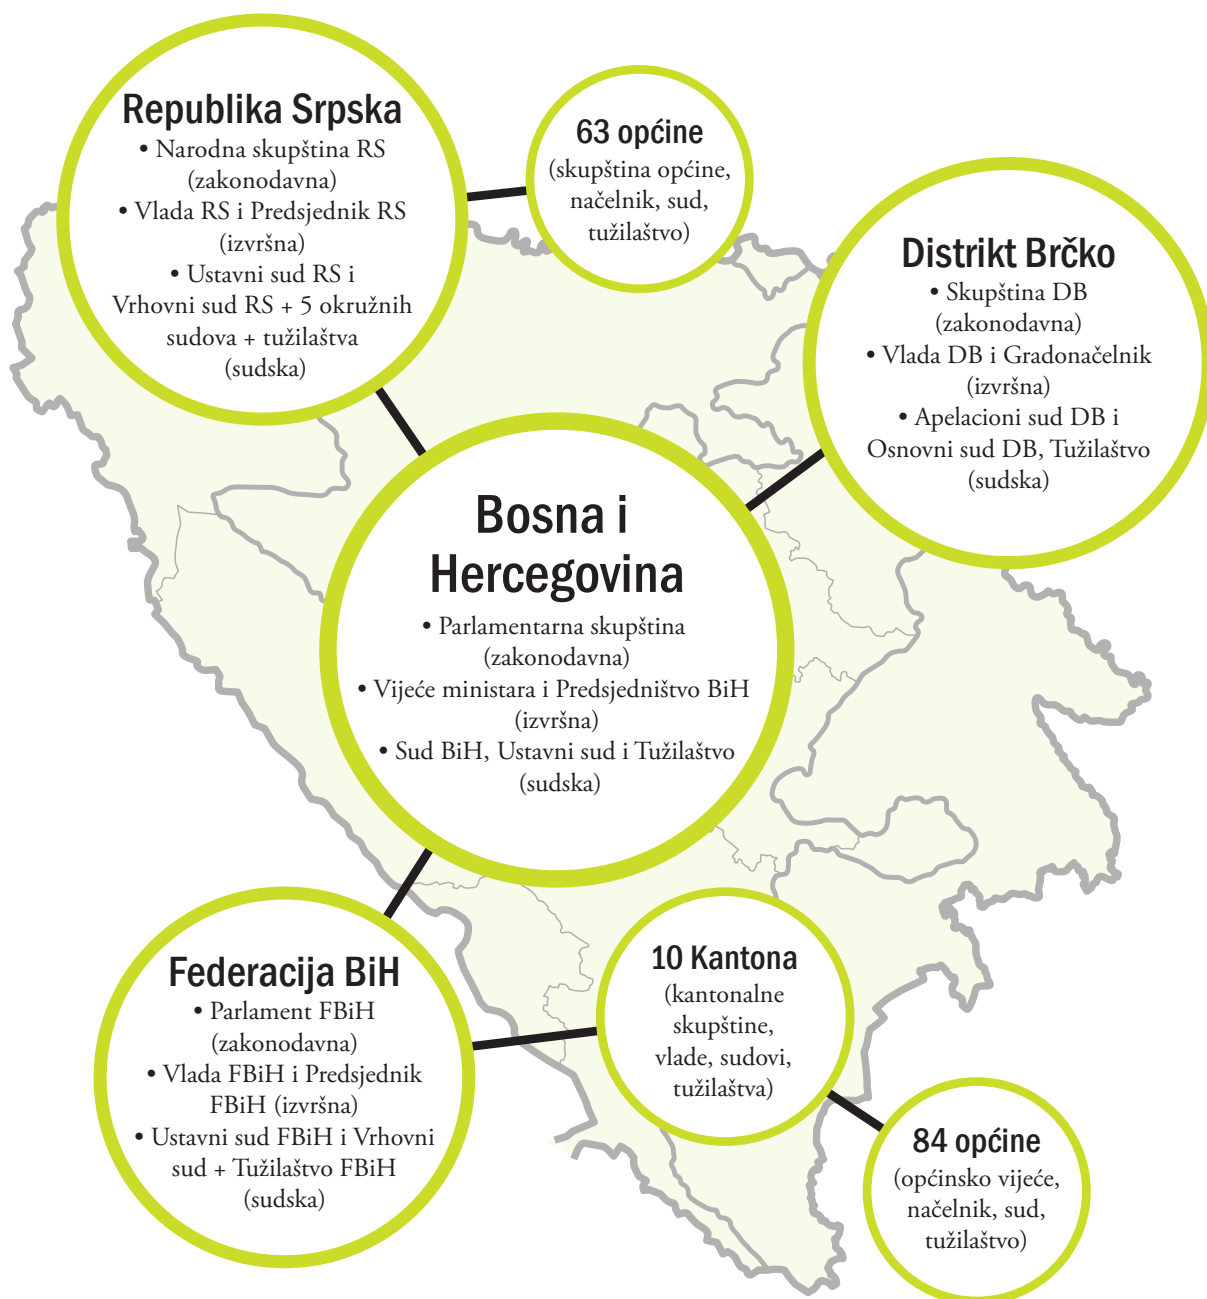 Republika Srpska
• Narodna skupština RS
(zakonodavna)
• Vlada RS i Predsjednik RS
(izvršna)
• Ustavni sud RS i
Vrhovni sud RS + 5 okružnih
sudova + tužilaštva
(sudska)
63 općine
(skupština općine,
načelnik, sud,
tužilaštvo)
Distrikt Brčko
• Skupština DB
(zakonodavna)
• Vlada DB i Gradonačelnik
(izvršna)
• Apelacioni sud DB i
Osnovni sud DB, Tužilaštvo
(sudska)
Bosna i
Hercegovina
• Parlamentarna skupština
(zakonodavna)
• Vijeće ministara i Predsjedništvo BiH
(izvršna)
• Sud BiH, Ustavni sud i Tužilaštvo
(sudska)
Federacija BiH
• Parlament FBiH
(zakonodavna)
• Vlada FBiH i Predsjednik
FBiH (izvršna)
• Ustavni sud FBiH i Vrhovni
sud + Tužilaštvo FBiH
(sudska)
10 Kantona
(kantonalne
skupštine,
vlade, sudovi,
tužilaštva)
84 općine
(općinsko vijeće,
načelnik, sud,
tužilaštvo)